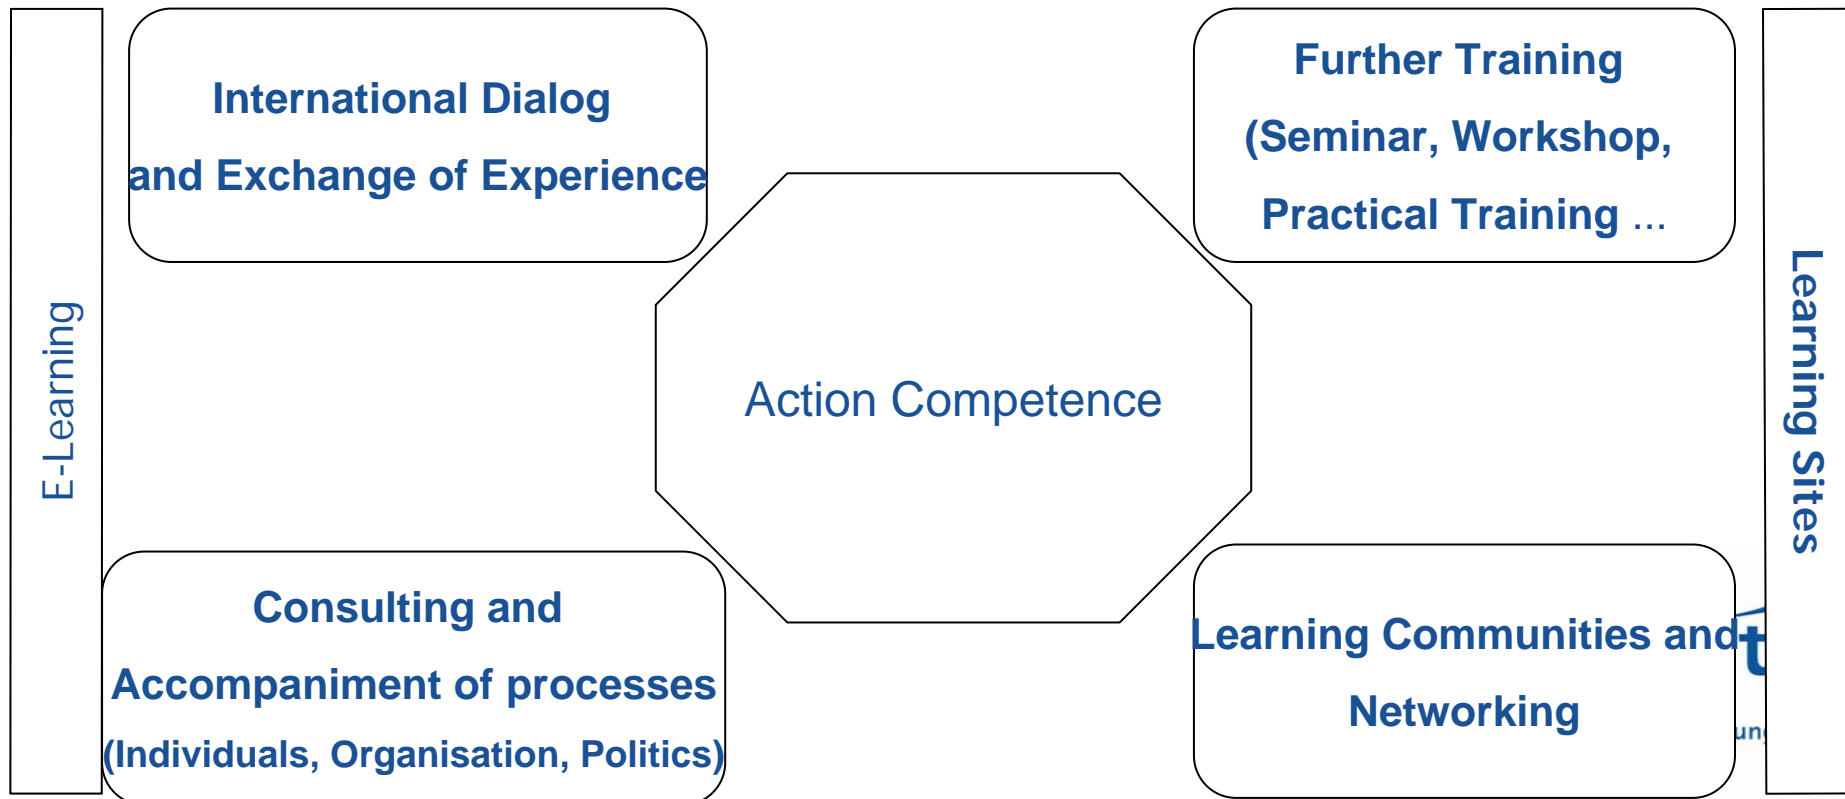 International Dialog
and Exchange of Experience
Further Training
(Seminar, Workshop,
Practical Training ...
E-Learning
Action Competence
Learning Sites
Consulting and
Accompaniment of processes
(Individuals, Organisation, Politics)
Learning Communities and
Networking